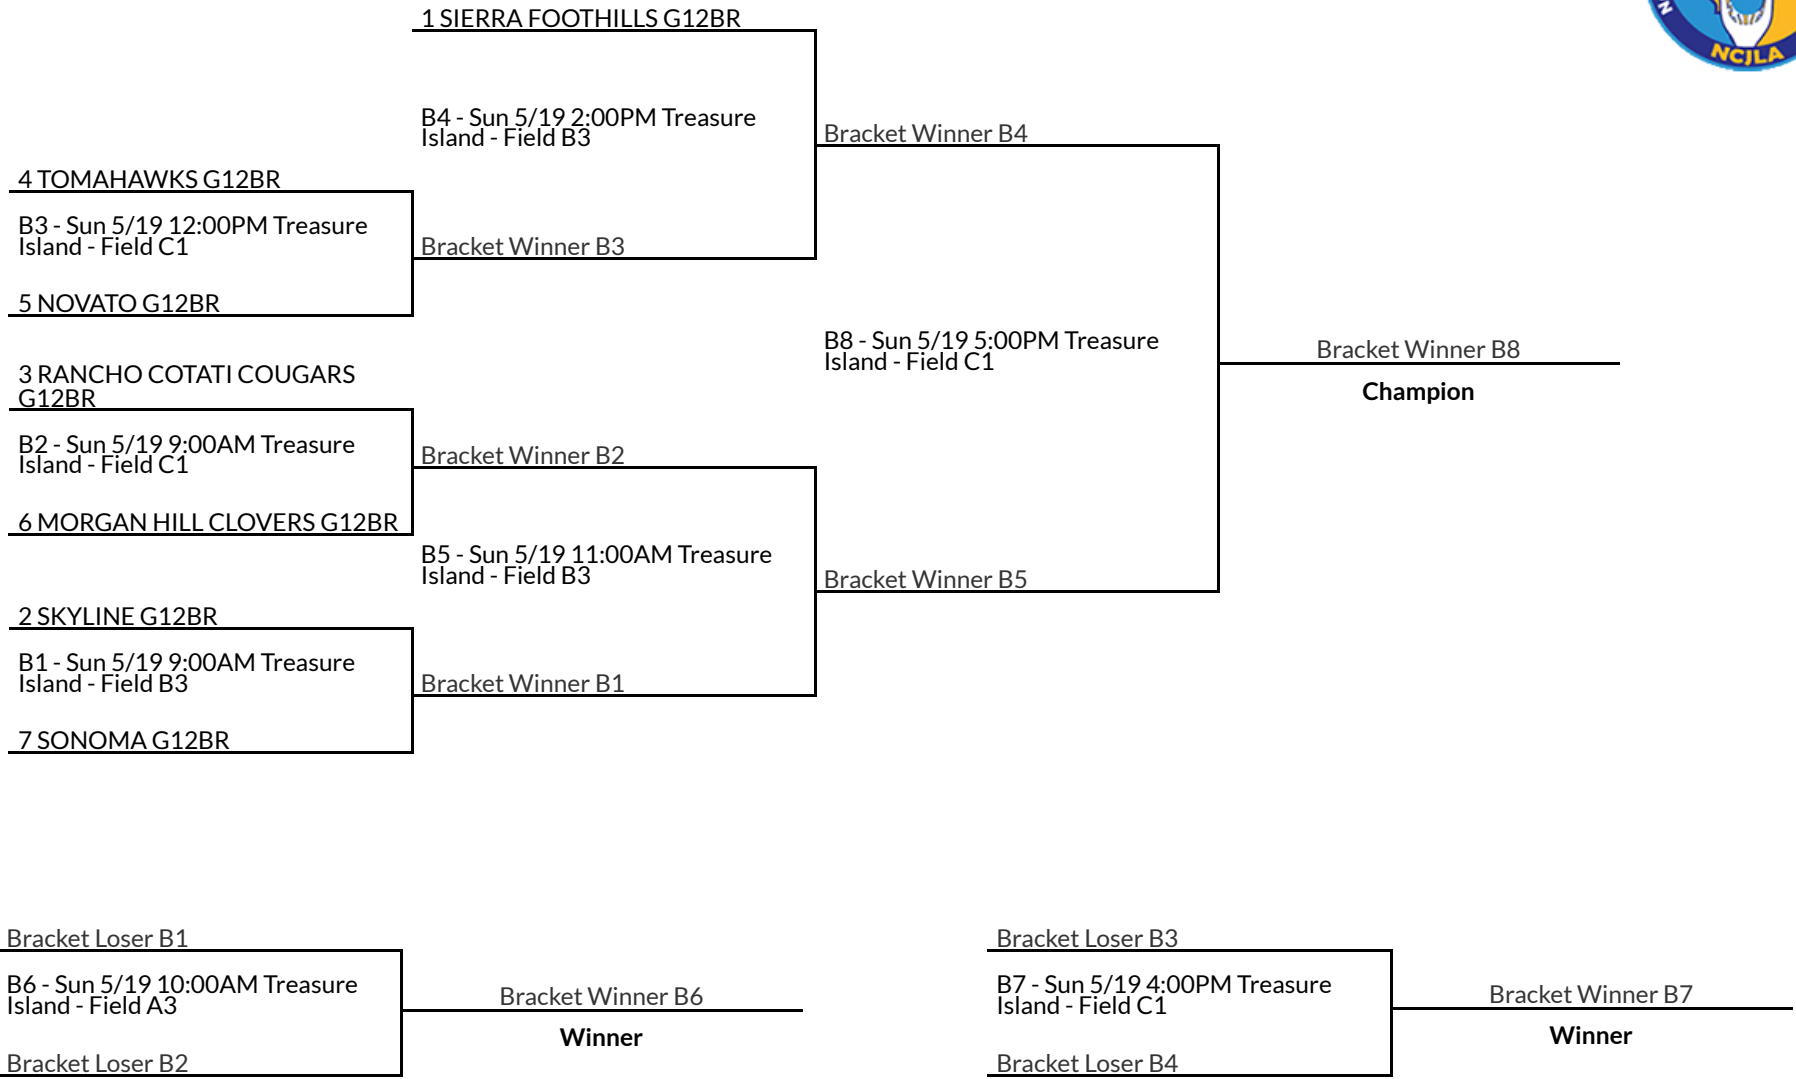 1 SIERRA FOOTHILLS G12BR
NCJLA
B4 - Sun 5/19 2:00PM Treasure
Island - Field B3
Bracket Winner B4
4 TOMAHAWKS G12BR
B3 - Sun 5/19 12:00PM Treasure
Island - Field C1
Bracket Winner B3
5 NOVATO G12BR
B8 - Sun 5/19 5:00PM Treasure
Island - Field C1
Bracket Winner B8
Champion
3 RANCHO COTATI COUGARS
G12BR
B2 - Sun 5/19 9:00AM Treasure
Island - Field C1
Bracket Winner B2
6 MORGAN HILL CLOVERS G12BR
B5 - Sun 5/19 11:00AM Treasure
Island - Field B3
Bracket Winner B5
2 SKYLINE G12BR
B1 - Sun 5/19 9:00AM Treasure
Island - Field B3
Bracket Winner B1
7 SONOMA G12BR
Bracket Loser B1
B6 - Sun 5/19 10:00AM Treasure
Island - Field A3
Bracket Winner B6
Winner
Bracket Loser B2
Bracket Loser B3
B7 - Sun 5/19 4:00PM Treasure
Island - Field C1
Bracket Winner B7
Winner
Bracket Loser B4